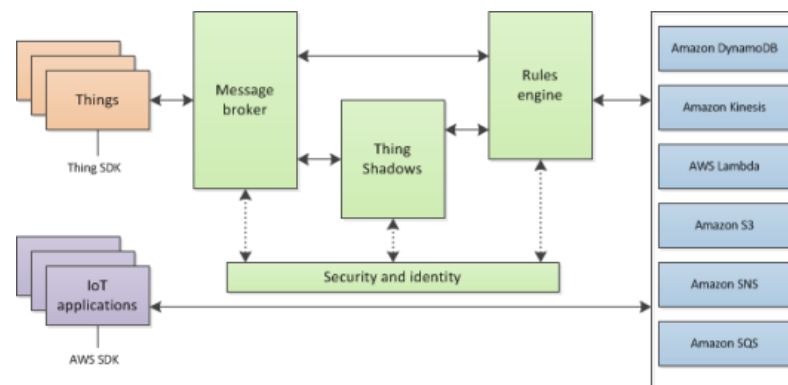 Things
Thing SDK
Message
broker
Thing
Shadows
Rules
engine
Security and identity
IoT
applications
AWS SDK
Amazon DynamoDB
Amazon Kinesis
AWS Lambda
Amazon S3
Amazon SNS
Amazon SQS